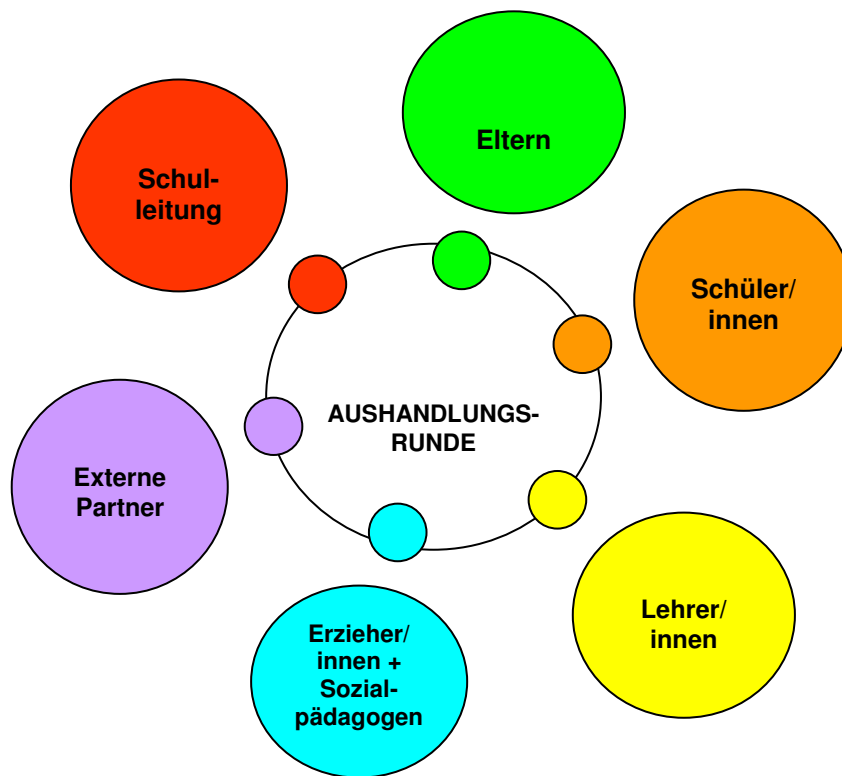 Eltern
Schul-
leitung
Schüler/
innen
AUSHANDLUNGS-
RUNDE
Externe
Partner
Lehrer/
innen
Erzieher/
innen +
Sozial-
pädagogen